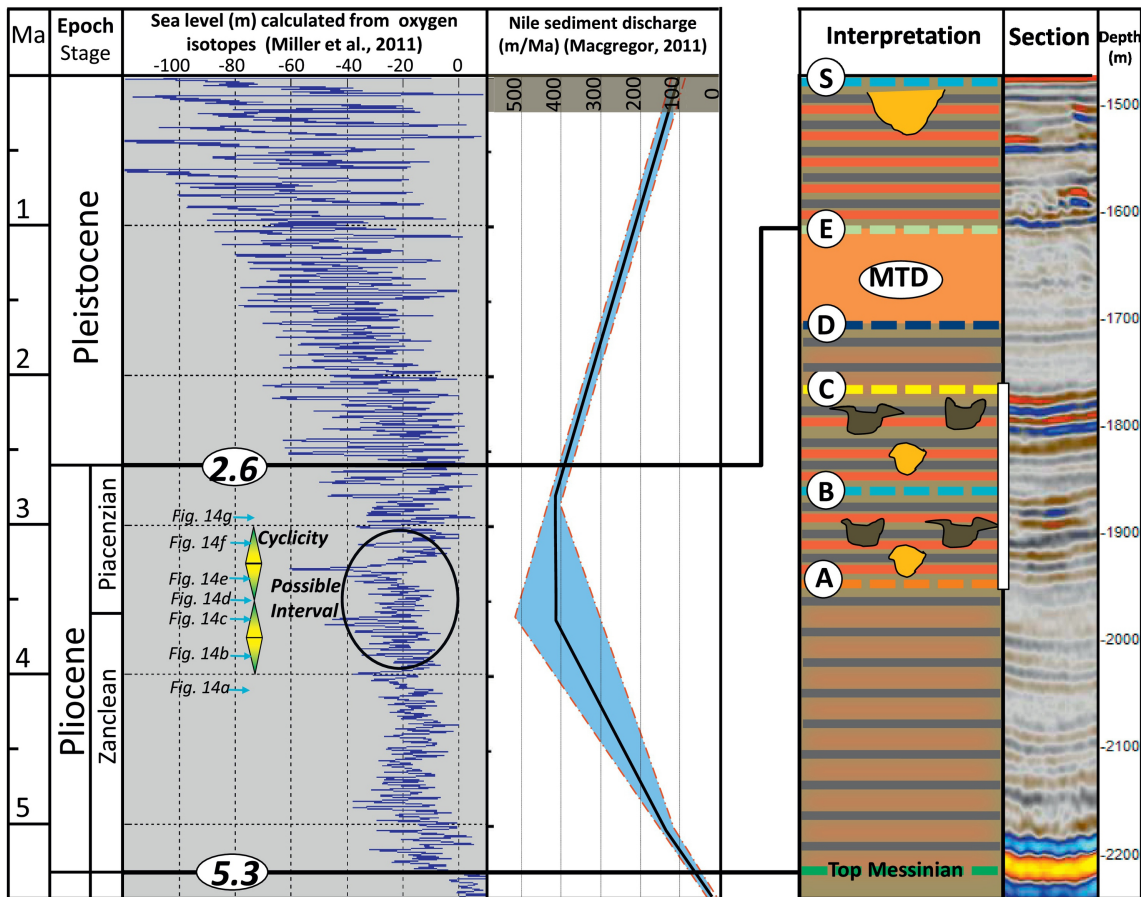 Ma
Epoch
Stage
Sea level (m) calculated from oxygen
isotopes (Miller et al., 2011)
-100 -80 -60 -40 -20 0
Nile sediment discharge
(m/Ma) (Macgregor, 2011)
500 400 300 200 100 0
Interpretation
Section
Depth
(m)
1
2
3
4
5
Pleistocene
Pliocene
Piacenzian
Zanclean
2.6
5.3
Fig. 14g
Fig. 14f
Fig. 14e
Fig. 14d
Fig. 14c
Fig. 14b
Fig. 14a
Cyclicity
Possible
Interval
S
E
MTD
D
C
B
A
Top Messinian
-1500
-1600
-1700
-1800
-1900
-2000
-2100
-2200